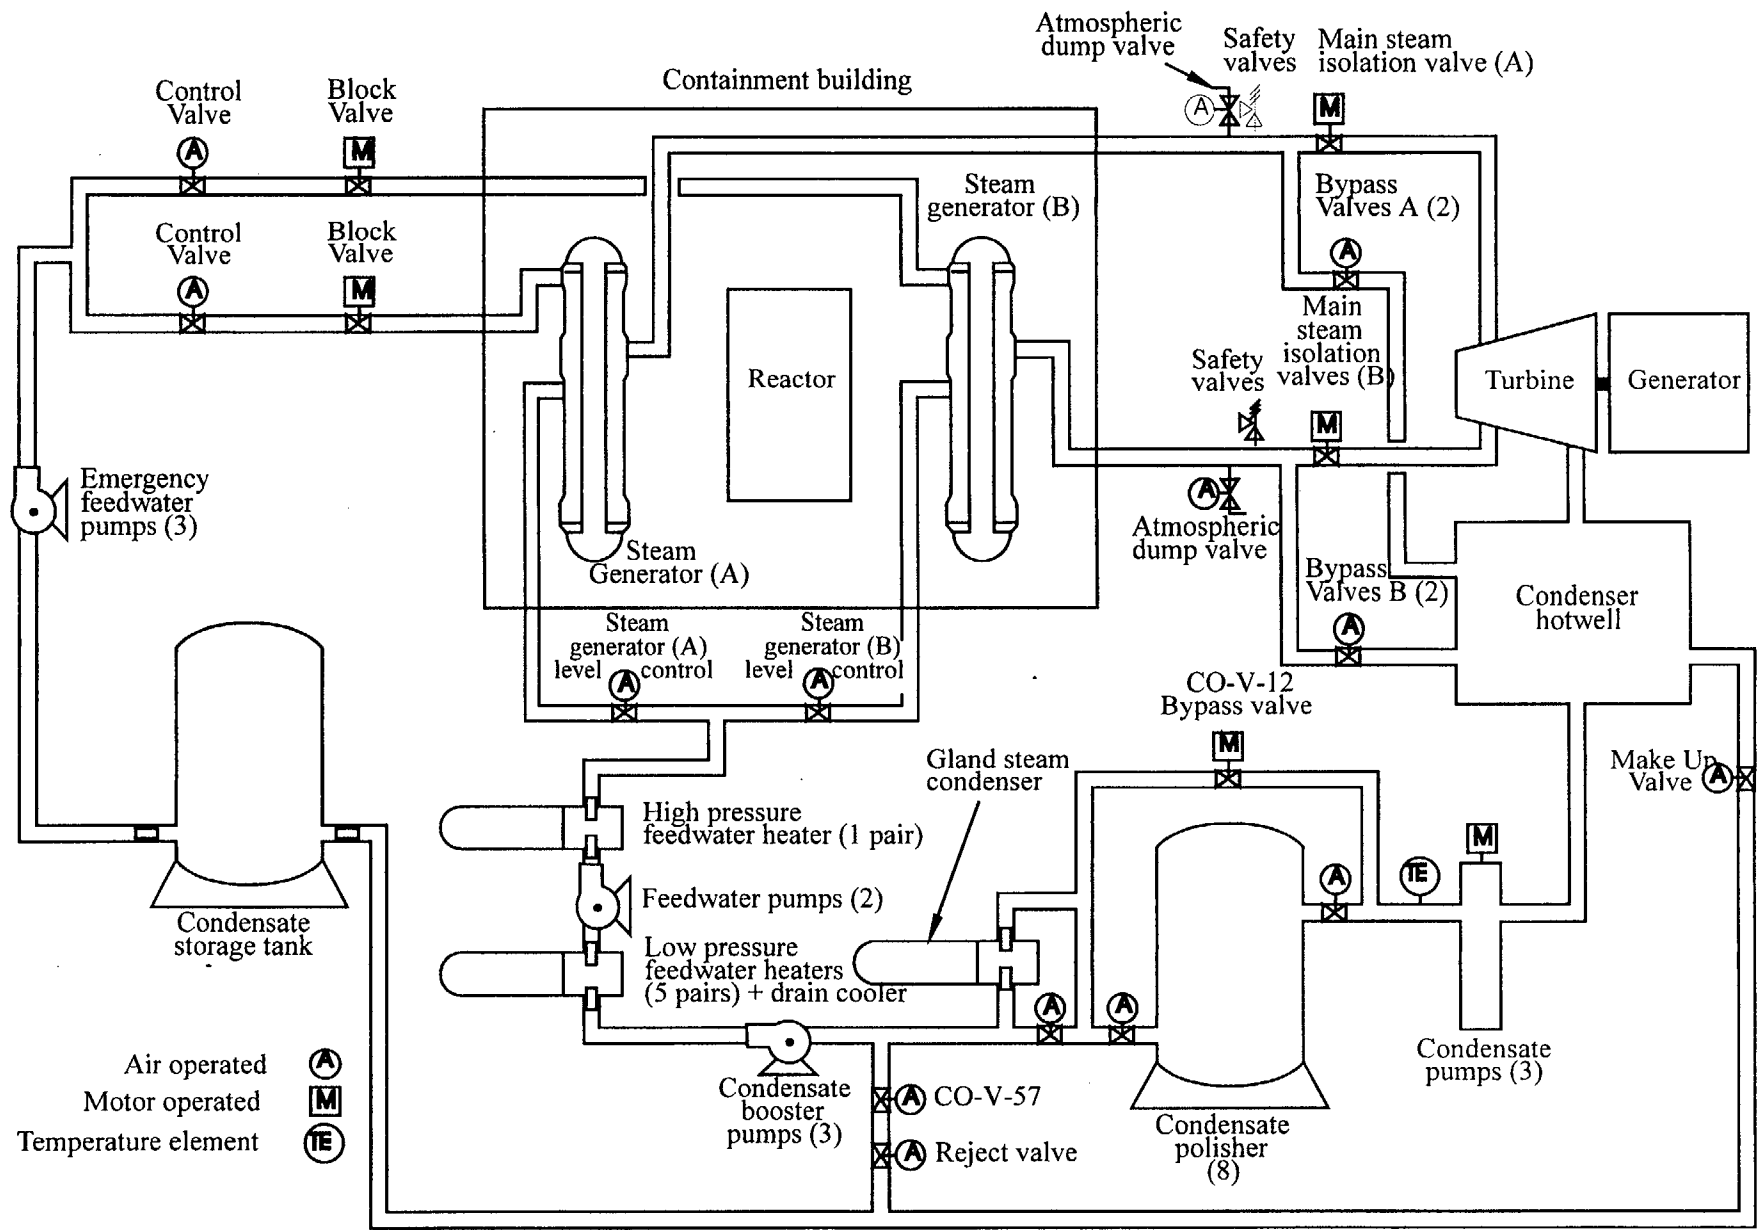 Atmospheric
dump valve
Safety
valves
Main steam
isolation valve (A)
Containment building
Control
Valve
Block
Valve
A
M
A
M
A
M
Control
Valve
Block
Valve
A
M
Steam
generator (B)
Bypass
Valves A (2)
A
Main
steam
isolation
valves (B)
Safety
valves
Reactor
Turbine
Generator
M
A
Atmospheric
dump valve
Emergency
feedwater
pumps (3)
Steam
Generator (A)
Bypass
Valves B (2)
A
Condenser
hotwell
Steam
generator (A)
level control
A
Steam
generator (B)
level control
A
CO-V-12
Bypass valve
M
Gland steam
condenser
Make Up
Valve
A
High pressure
feedwater heater (1 pair)
M
A
TE
Feedwater pumps (2)
Condensate
storage tank
Low pressure
feedwater heaters
(5 pairs) + drain cooler
A
A
Condensate
pumps (3)
Air operated A
Motor operated M
Temperature element TE
Condensate
booster
pumps (3)
A CO-V-57
A Reject valve
Condensate
polisher
(8)